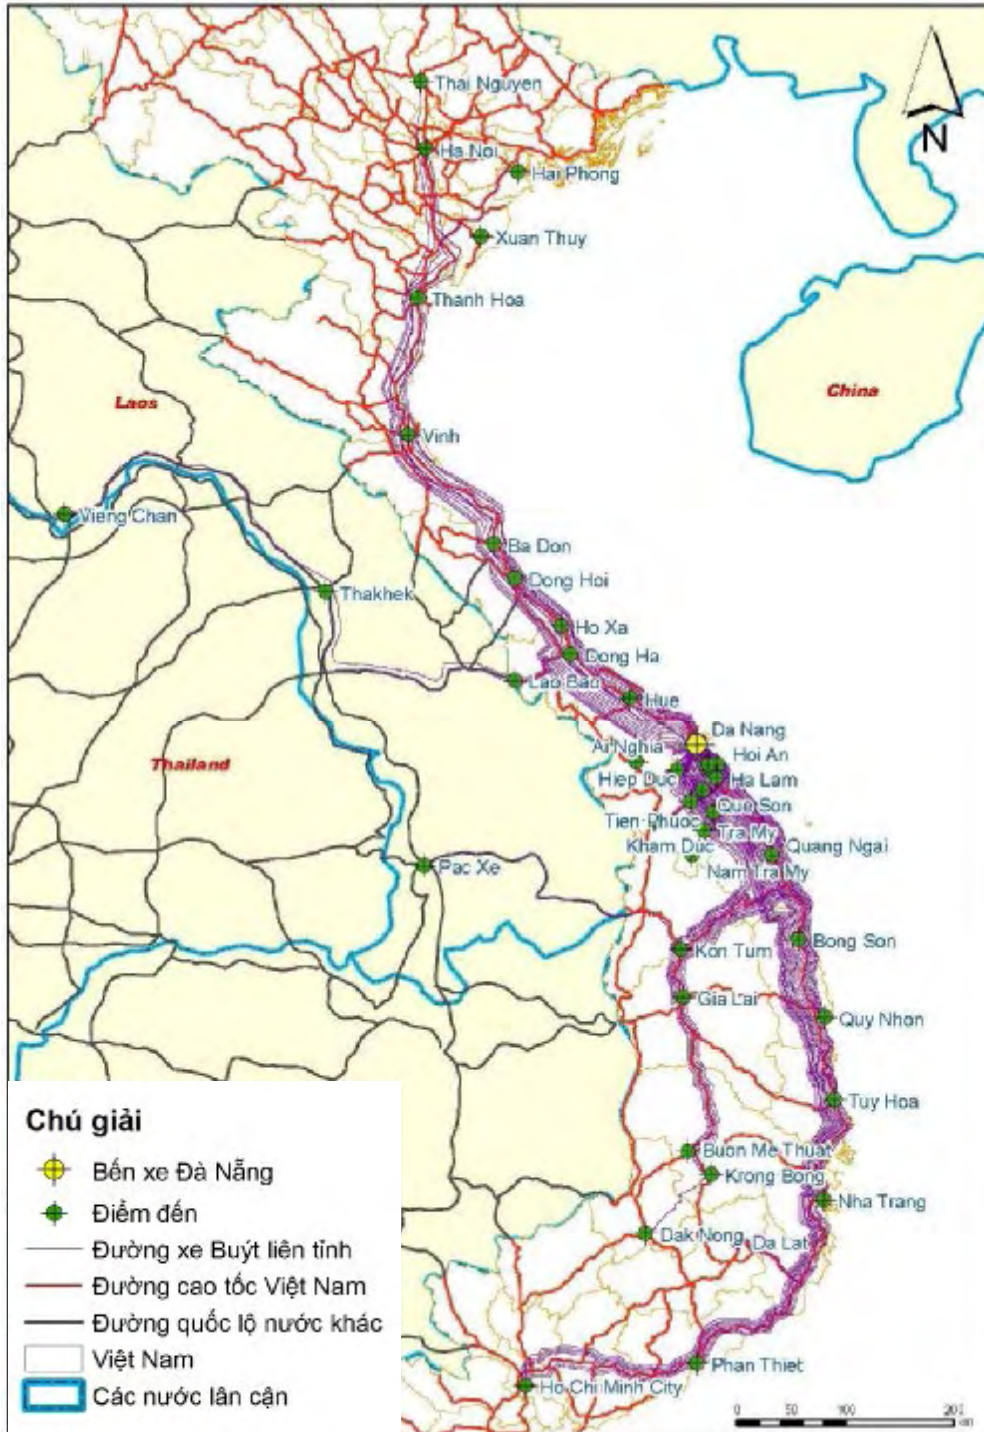 N
Thai Nguyen
Ha Noi
Hai Phong
Xuan Thuy
Thanh Hoa
Laos
China
Vinh
Vieng Chan
Ba Don
Dong Hoi
Thakhek
Ho Xa
Dong Ha
Lao Bao
Hue
Da Nang
Ai Nghia
Hoi An
Thailand
Hiep Duc
Ha Lam
Que Son
Tien Phuoc
Tra My
Kham Duc
Quang Ngai
Pac Xe
Nam Tra My
Bong Son
Kon Tum
Gia Lai
Quy Nhon
Tuy Hoa
Chú giải
Bến xe Đà Nẵng
Điểm đến
Đường xe Buýt liên tỉnh
Đường cao tốc Việt Nam
Đường quốc lộ nước khác
Việt Nam
Các nước lân cận
Buon Me Thuat
Krong Bong
Nha Trang
Dak Nong
Da Lat
Phan Thiet
Ho Chi Minh City
0 50 100 200
km